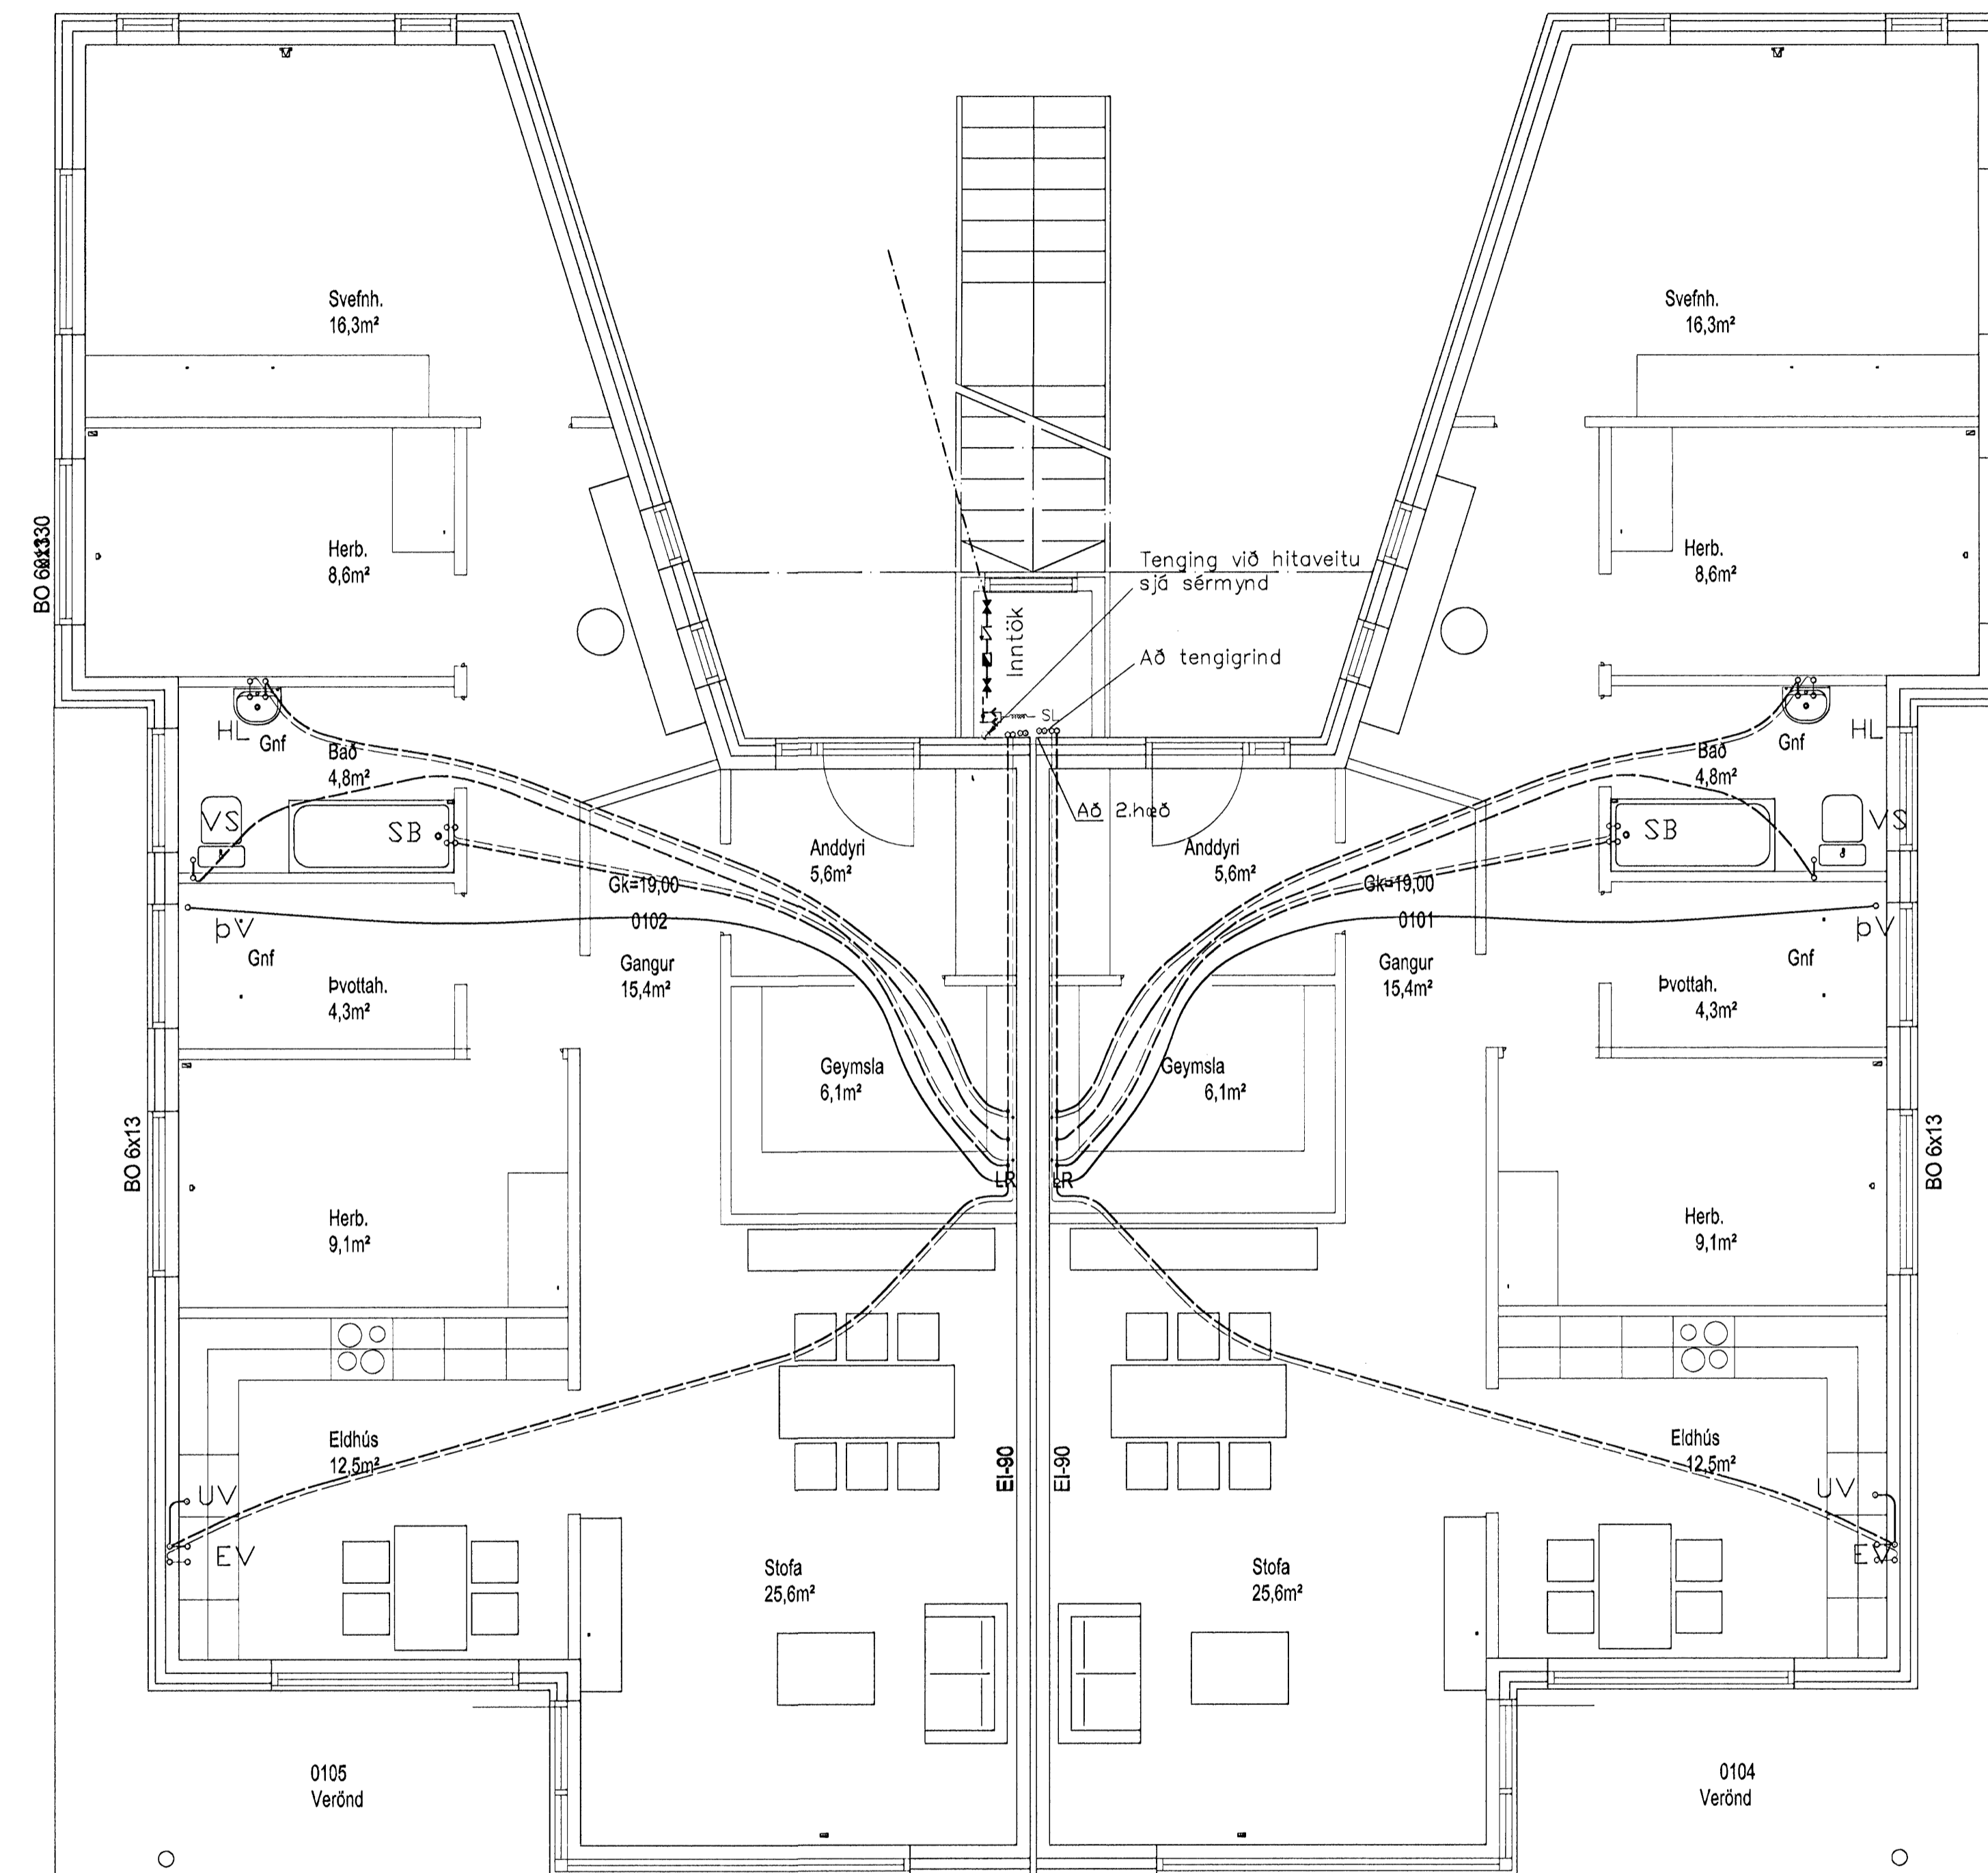 Svefnh.
16,3m²
Svefnh.
16,3m²
Herb.
8,6m²
Herb.
8,6m²
Tenging við hitaveitu
sjá sérmynd
Inntök
Að tengigrind
SL
Að 2.hæð
HL
Gnf
Bað
4,8m²
VS
SB
Bað
4,8m²
Gnf
HL
SB
VS
Anddyri
5,6m²
Anddyri
5,6m²
Gk=19,00
0102
Gangur
15,4m²
Gk=19,00
0101
Gangur
15,4m²
þV
Gnf
Þvottah.
4,3m²
þV
Gnf
Þvottah.
4,3m²
Geymsla
6,1m²
Geymsla
6,1m²
LR
LR
BO 6x13
BO 6x13
Herb.
9,1m²
Herb.
9,1m²
Eldhús
12,5m²
Eldhús
12,5m²
EI-90
EI-90
UV
EV
UV
EV
Stofa
25,6m²
Stofa
25,6m²
0105
Verönd
0104
Verönd